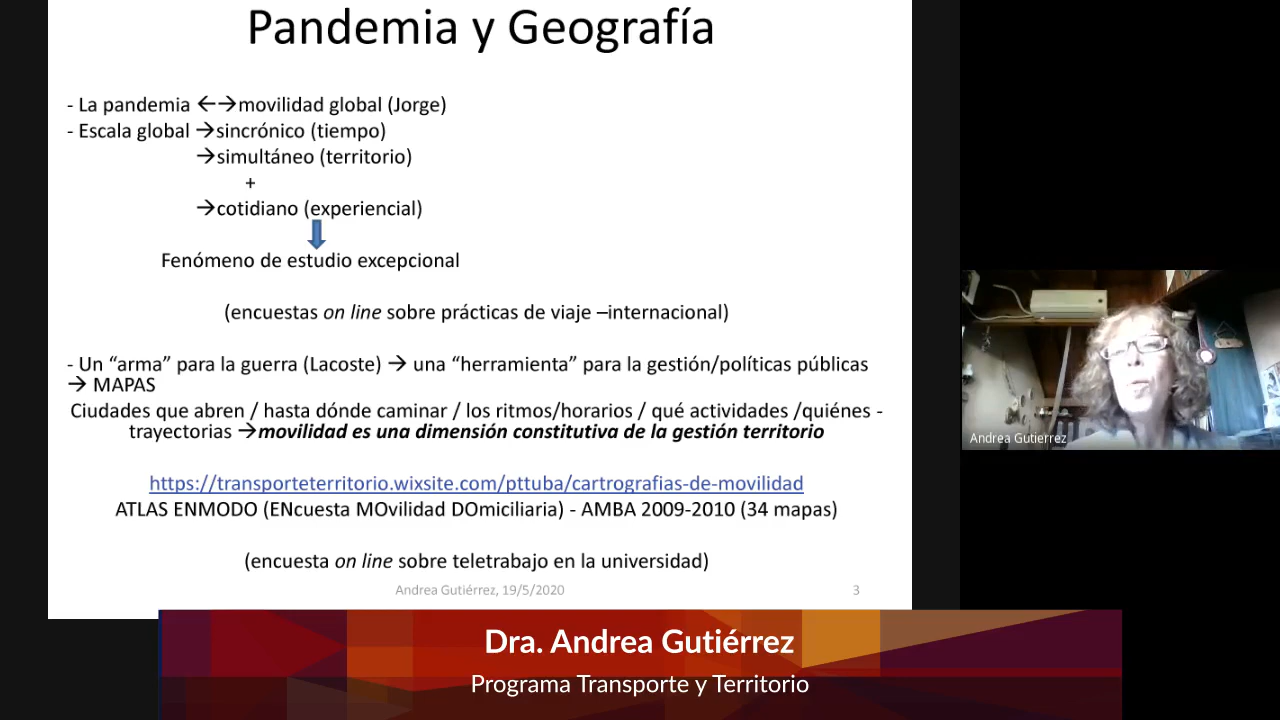 Pandemia y Geografía
- La pandemia ←→movilidad global (Jorge)
- Escala global →sincrónico (tiempo)
→simultáneo (territorio)
+
→cotidiano (experiencial)
Fenómeno de estudio excepcional
(encuestas on line sobre prácticas de viaje –internacional)
- Un “arma” para la guerra (Lacoste) → una “herramienta” para la gestión/políticas públicas
→ MAPAS
Ciudades que abren / hasta dónde caminar / los ritmos/horarios / qué actividades /quiénes -
trayectorias →movilidad es una dimensión constitutiva de la gestión territorio
https://transporteterritorio.wixsite.com/pttuba/cartografias-de-movilidad
ATLAS ENMODO (ENcuesta MOvilidad DOmiciliaria) - AMBA 2009-2010 (34 mapas)
(encuesta on line sobre teletrabajo en la universidad)
Andrea Gutiérrez, 19/5/2020
3
Andrea Gutierrez
Dra. Andrea Gutiérrez
Programa Transporte y Territorio